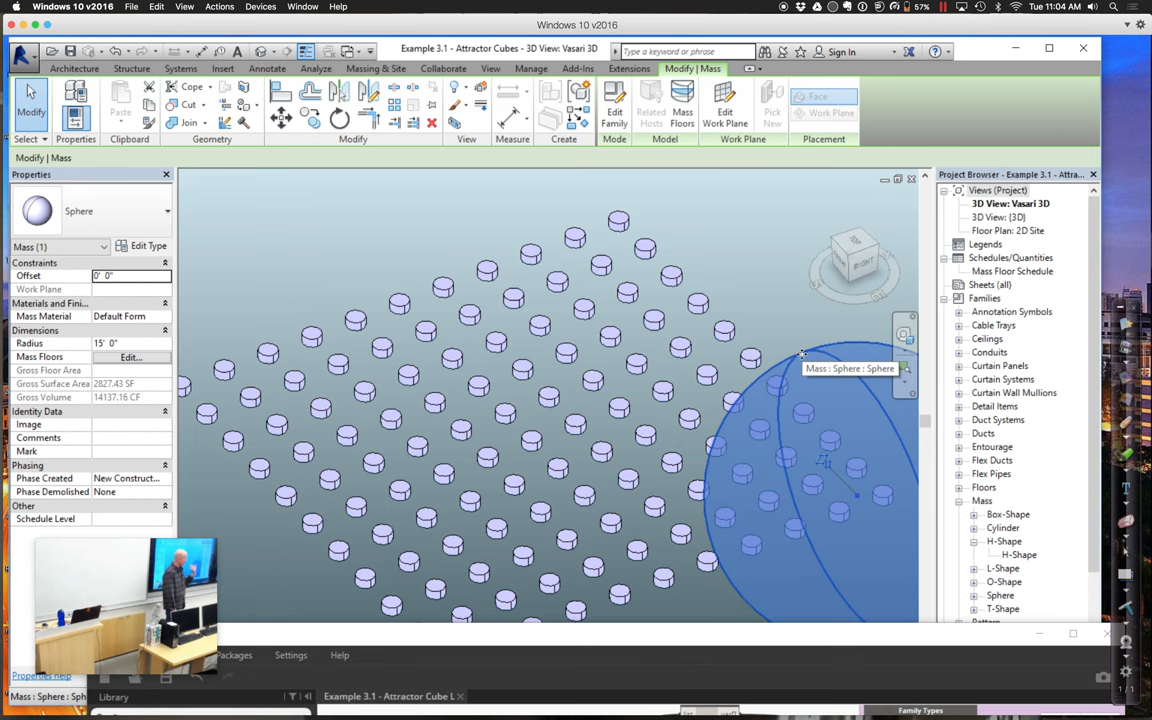 Windows 10 v2016 File Edit View Actions Devices Window Help 57% Tue 11:04 AM
Windows 10 v2016
Example 3.1 - Attractor Cubes - 3D View: Vasari 3D
Type a keyword or phrase
Sign In
Architecture Structure Systems Insert Annotate Analyze Massing & Site Collaborate View Manage Add-Ins Extensions Modify | Mass
Modify
Paste
Cope
Cut
Join
Edit Family
Related Hosts
Mass Floors
Edit Work Plane
Pick New
Face
Work Plane
Select Properties Clipboard Geometry Modify View Measure Create Mode Model Work Plane Placement
Modify | Mass
Properties
Sphere
Mass (1)
Edit Type
Constraints
Offset 0' 0"
Work Plane
Materials and Fini...
Mass Material Default Form
Dimensions
Radius 15' 0"
Mass Floors Edit...
Gross Floor Area
Gross Surface Area 2827.43 SF
Gross Volume 14137.16 CF
Identity Data
Image
Comments
Mark
Phasing
Phase Created New Construct...
Phase Demolished None
Other
Schedule Level
Properties help
Mass : Sphere : Sph
RIGHT
Mass : Sphere : Sphere
Project Browser - Example 3.1 - Attra...
Views (Project)
3D View: Vasari 3D
3D View: {3D}
Floor Plan: 2D Site
Legends
Schedules/Quantities
Mass Floor Schedule
Sheets (all)
Families
Annotation Symbols
Cable Trays
Ceilings
Conduits
Curtain Panels
Curtain Systems
Curtain Wall Mullions
Detail Items
Duct Systems
Ducts
Entourage
Flex Ducts
Flex Pipes
Floors
Mass
Box-Shape
Cylinder
H-Shape
H-Shape
L-Shape
O-Shape
Sphere
T-Shape
1 / 1
Packages Settings Help
Library
Example 3.1 - Attractor Cube L
Family Types